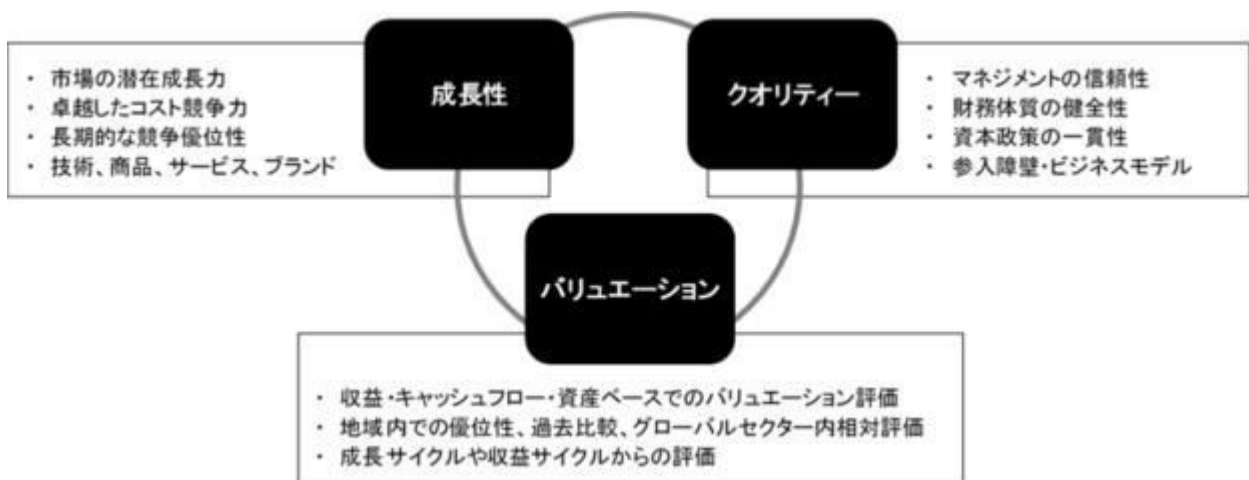 成長性
・ 市場の潜在成長力
・ 卓越したコスト競争力
・ 長期的な競争優位性
・ 技術、商品、サービス、ブランド
クオリティー
・ マネジメントの信頼性
・ 財務体質の健全性
・ 資本政策の一貫性
・ 参入障壁・ビジネスモデル
バリュエーション
・ 収益・キャッシュフロー・資産ベースでのバリュエーション評価
・ 地域内での優位性、過去比較、グローバルセクター内相対評価
・ 成長サイクルや収益サイクルからの評価